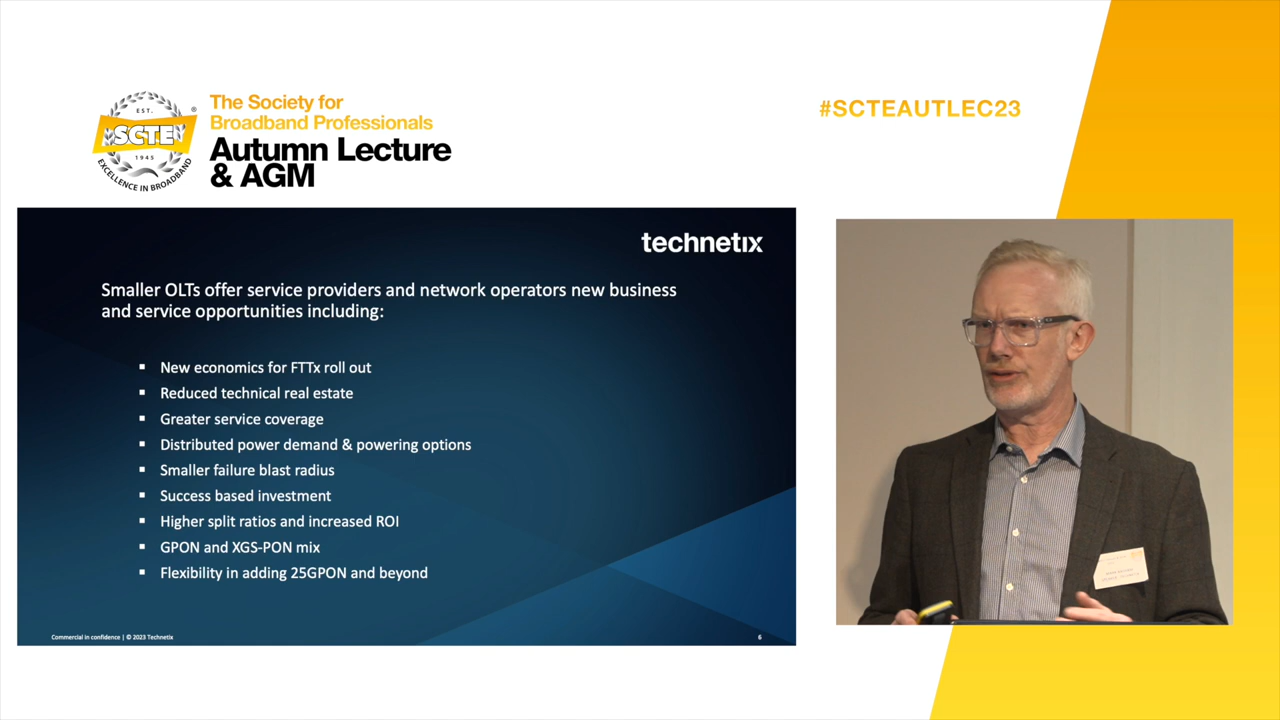 EST.
SCTE
®
1945
EXCELLENCE IN BROADBAND
The Society for
Broadband Professionals
Autumn Lecture
& AGM
#SCTEAUTLEC23
technetix
Smaller OLTs offer service providers and network operators new business
and service opportunities including:
▪ New economics for FTTx roll out
▪ Reduced technical real estate
▪ Greater service coverage
▪ Distributed power demand & powering options
▪ Smaller failure blast radius
▪ Success based investment
▪ Higher split ratios and increased ROI
▪ GPON and XGS-PON mix
▪ Flexibility in adding 25GPON and beyond
Commercial in confidence | © 2023 Technetix
6